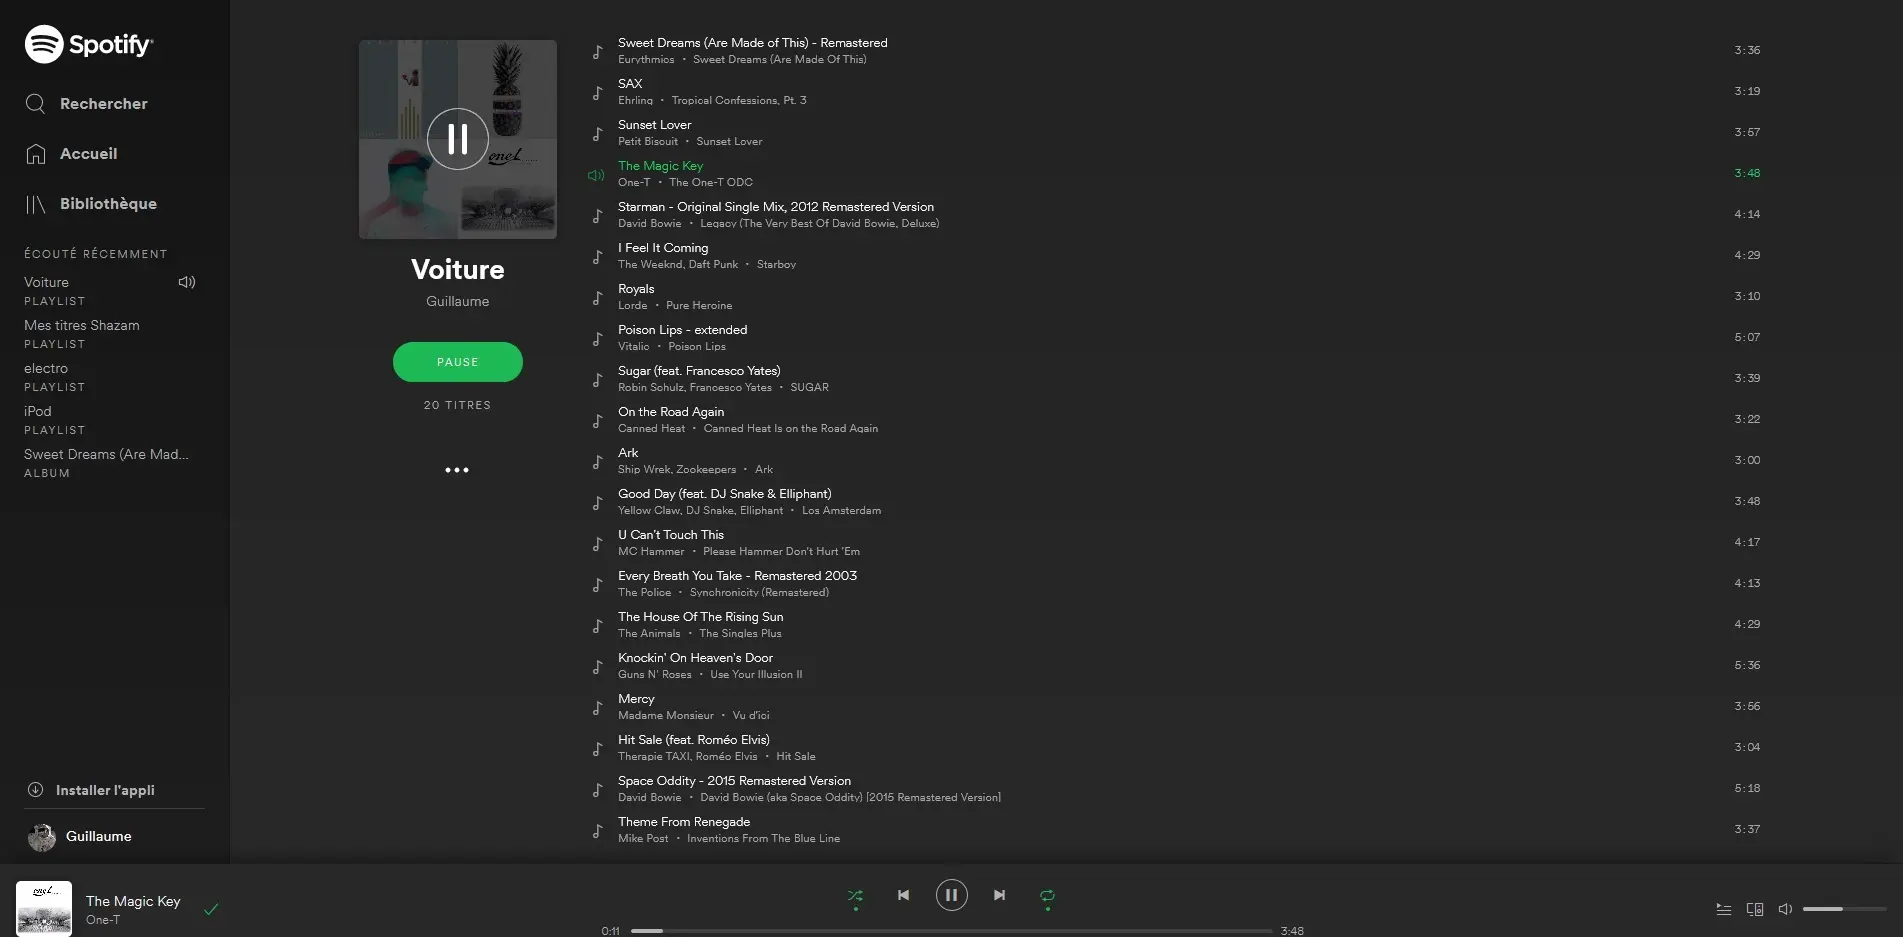 Spotify
Rechercher
Accueil
Bibliothèque
ÉCOUTÉ RÉCEMMENT
Voiture
PLAYLIST
Mes titres Shazam
PLAYLIST
electro
PLAYLIST
iPod
PLAYLIST
Sweet Dreams (Are Mad...
ALBUM
Installer l'appli
Guillaume
one t......
Voiture
Guillaume
PAUSE
20 TITRES
Sweet Dreams (Are Made of This) - Remastered 3:36
Eurythmics • Sweet Dreams (Are Made Of This)
SAX 3:19
Ehrling • Tropical Confessions, Pt. 3
Sunset Lover 3:57
Petit Biscuit • Sunset Lover
The Magic Key 3:48
One-T • The One-T ODC
Starman - Original Single Mix, 2012 Remastered Version 4:14
David Bowie • Legacy (The Very Best Of David Bowie, Deluxe)
I Feel It Coming 4:29
The Weeknd, Daft Punk • Starboy
Royals 3:10
Lorde • Pure Heroine
Poison Lips - extended 5:07
Vitalic • Poison Lips
Sugar (feat. Francesco Yates) 3:39
Robin Schulz, Francesco Yates • SUGAR
On the Road Again 3:22
Canned Heat • Canned Heat Is on the Road Again
Ark 3:00
Ship Wrek, Zookeepers • Ark
Good Day (feat. DJ Snake & Elliphant) 3:48
Yellow Claw, DJ Snake, Elliphant • Los Amsterdam
U Can't Touch This 4:17
MC Hammer • Please Hammer Don't Hurt 'Em
Every Breath You Take - Remastered 2003 4:13
The Police • Synchronicity (Remastered)
The House Of The Rising Sun 4:29
The Animals • The Singles Plus
Knockin' On Heaven's Door 5:36
Guns N' Roses • Use Your Illusion II
Mercy 3:56
Madame Monsieur • Vu d'ici
Hit Sale (feat. Roméo Elvis) 3:04
Therapie TAXI, Roméo Elvis • Hit Sale
Space Oddity - 2015 Remastered Version 5:18
David Bowie • David Bowie (aka Space Oddity) [2015 Remastered Version]
Theme From Renegade 3:37
Mike Post • Inventions From The Blue Line
one t...
The Magic Key
One-T
0:11 3:48